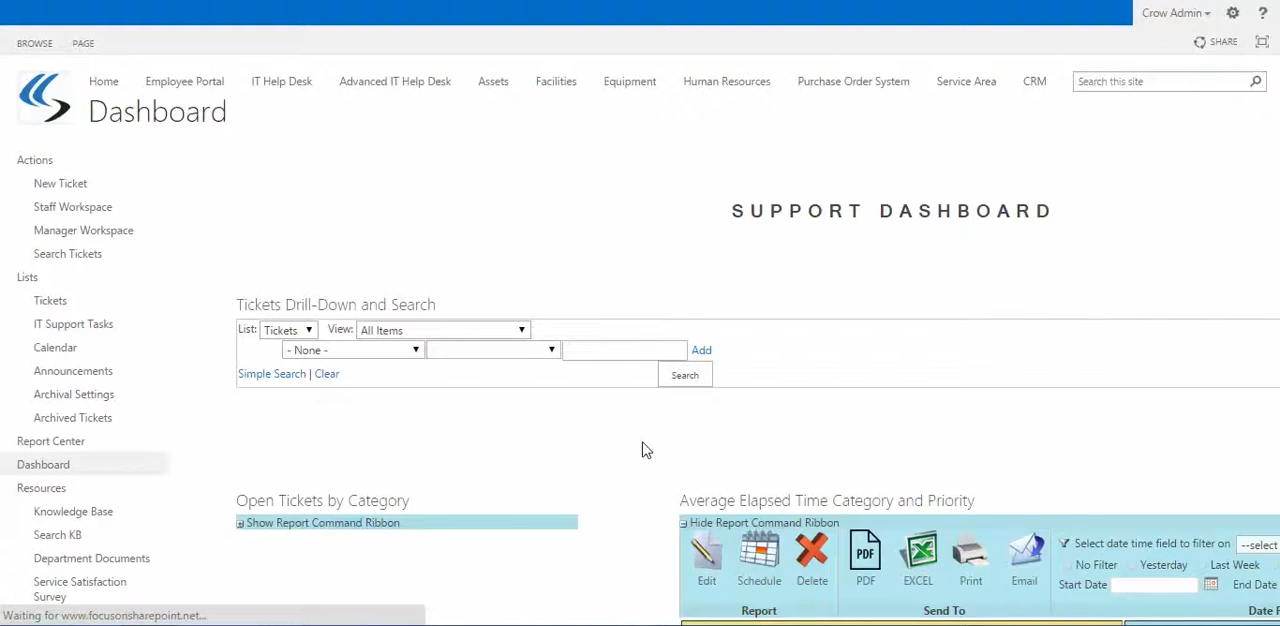 Crow Admin ?
BROWSE PAGE SHARE
Home Employee Portal IT Help Desk Advanced IT Help Desk Assets Facilities Equipment Human Resources Purchase Order System Service Area CRM Search this site
Dashboard
Actions
New Ticket
Staff Workspace
Manager Workspace
Search Tickets
Lists
Tickets
IT Support Tasks
Calendar
Announcements
Archival Settings
Archived Tickets
Report Center
Dashboard
Resources
Knowledge Base
Search KB
Department Documents
Service Satisfaction
Survey
SUPPORT DASHBOARD
Tickets Drill-Down and Search
List: Tickets View: All Items
- None - Add
Simple Search | Clear Search
Open Tickets by Category
Show Report Command Ribbon
Average Elapsed Time Category and Priority
Hide Report Command Ribbon
Edit Schedule Delete
Report
PDF
PDF EXCEL Print Email
Send To
Select date time field to filter on --select
No Filter Yesterday Last Week
Start Date End Date
Date F
Waiting for www.focusonsharepoint.net...